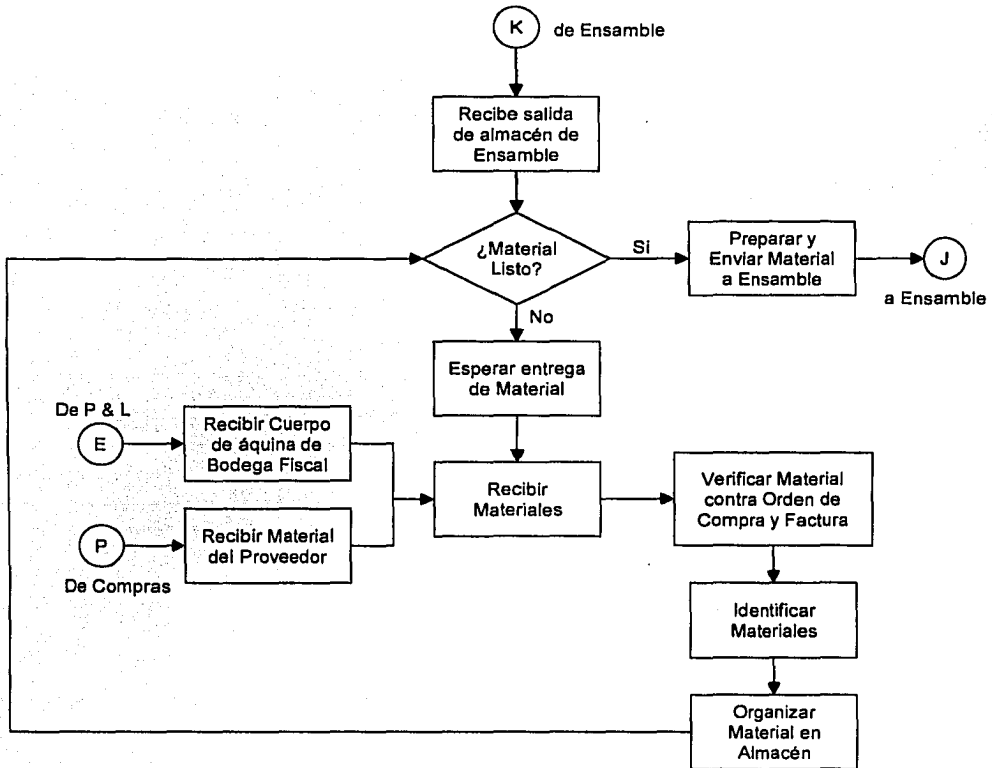 K
de Ensamble
Recibe salida
de almacén de
Ensamble
¿Material
Listo?
Si
Preparar y
Enviar Material
a Ensamble
J
a Ensamble
No
Esperar entrega
de Material
De P & L
E
Recibir Cuerpo
de áquina de
Bodega Fiscal
Recibir
Materiales
Verificar Material
contra Orden de
Compra y Factura
P
De Compras
Recibir Material
del Proveedor
Identificar
Materiales
Organizar
Material en
Almacén